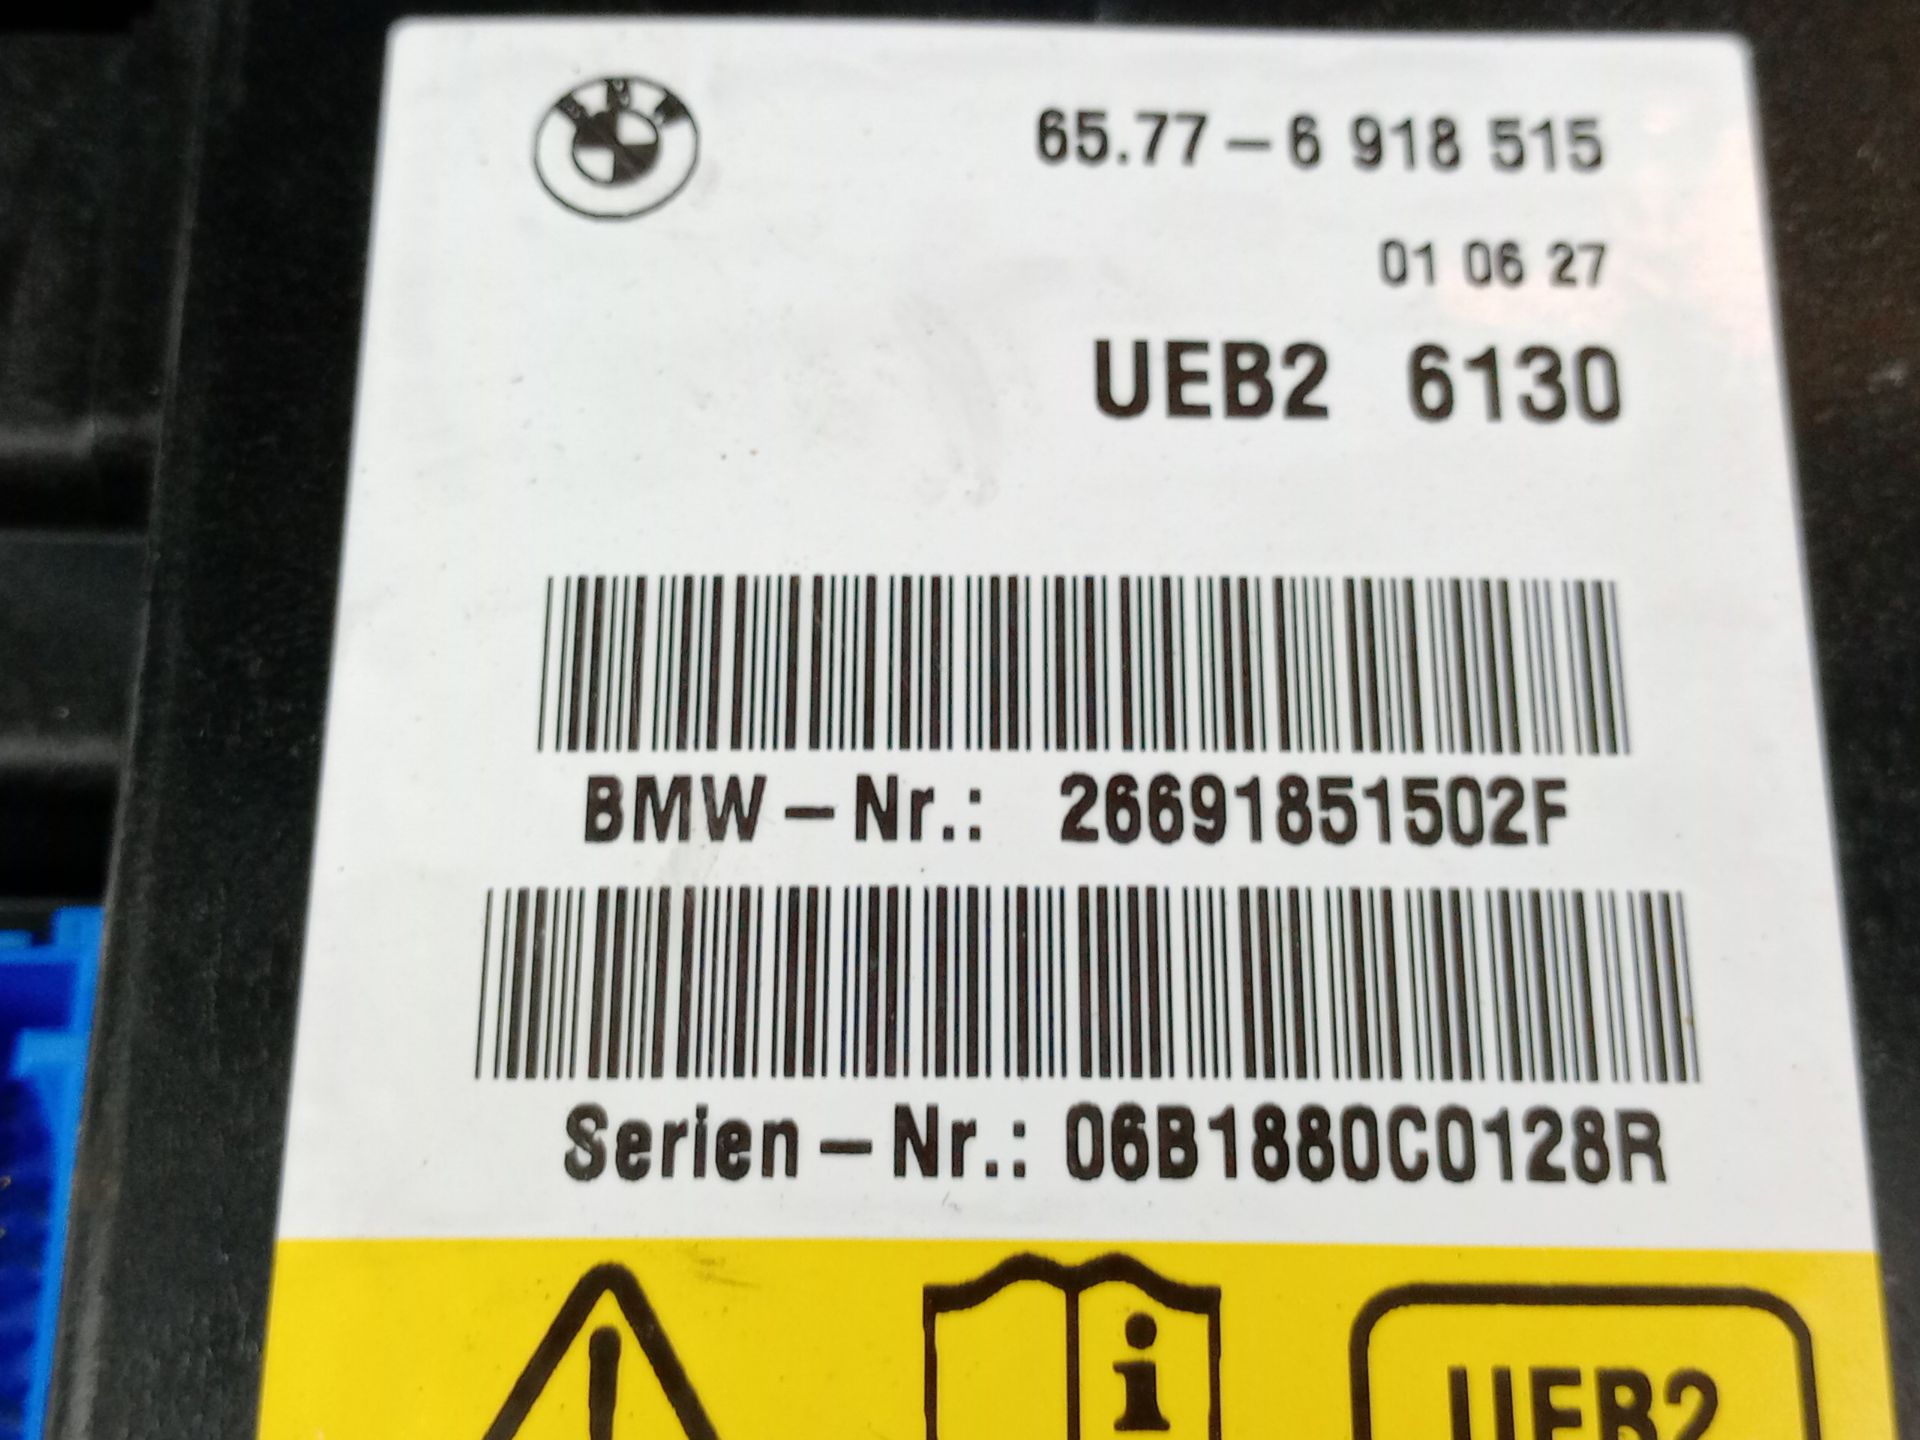 BMW
65.77-6 918 515
01 06 27
UEB2 6130
BMW-Nr.: 26691851502F
Serien-Nr.: 06B1880C0128R
i
UEB2